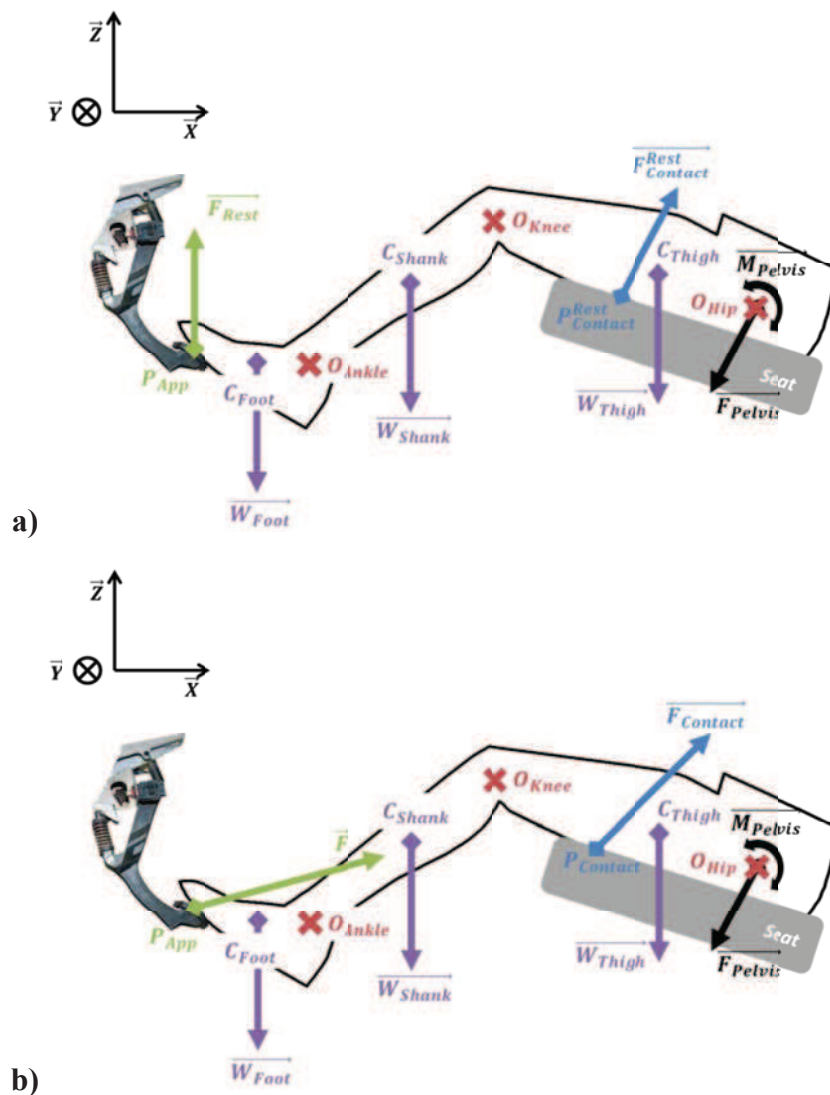 Z
Y X
F_Rest
F_Contact^Rest
O_Knee
C_Shank
C_Thigh
M_Pelvis
P_Contact^Rest
O_Hip
P_App
O_Ankle
C_Foot
Seat
W_Shank
W_Thigh
F_Pelvis
W_Foot
a)
Z
Y X
F_Contact
O_Knee
C_Shank
C_Thigh
M_Pelvis
F
P_Contact
O_Hip
P_App
O_Ankle
C_Foot
Seat
W_Shank
W_Thigh
F_Pelvis
W_Foot
b)